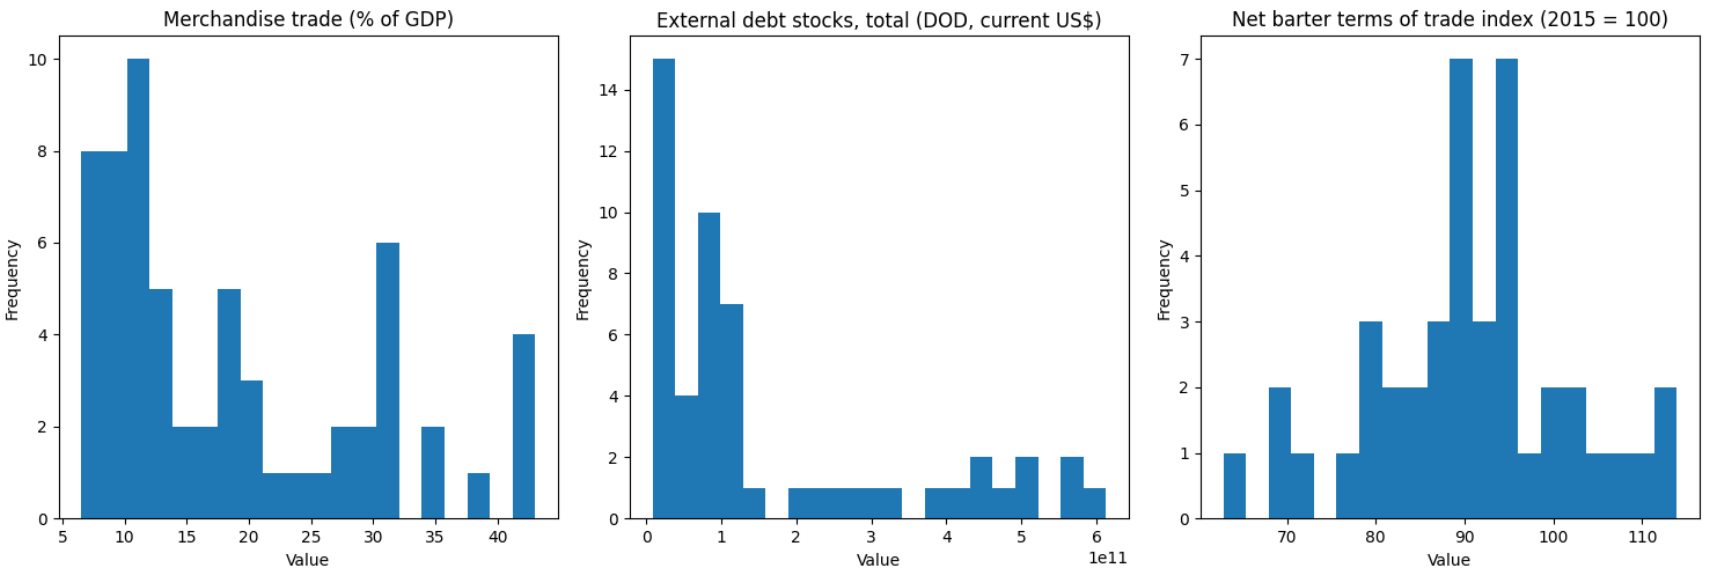 Merchandise trade (% of GDP)
10
8
6
4
2
0
Frequency
5 10 15 20 25 30 35 40
Value
External debt stocks, total (DOD, current US$)
14
12
10
8
6
4
2
0
Frequency
0 1 2 3 4 5 6
1e11
Value
Net barter terms of trade index (2015 = 100)
7
6
5
4
3
2
1
0
Frequency
70 80 90 100 110
Value